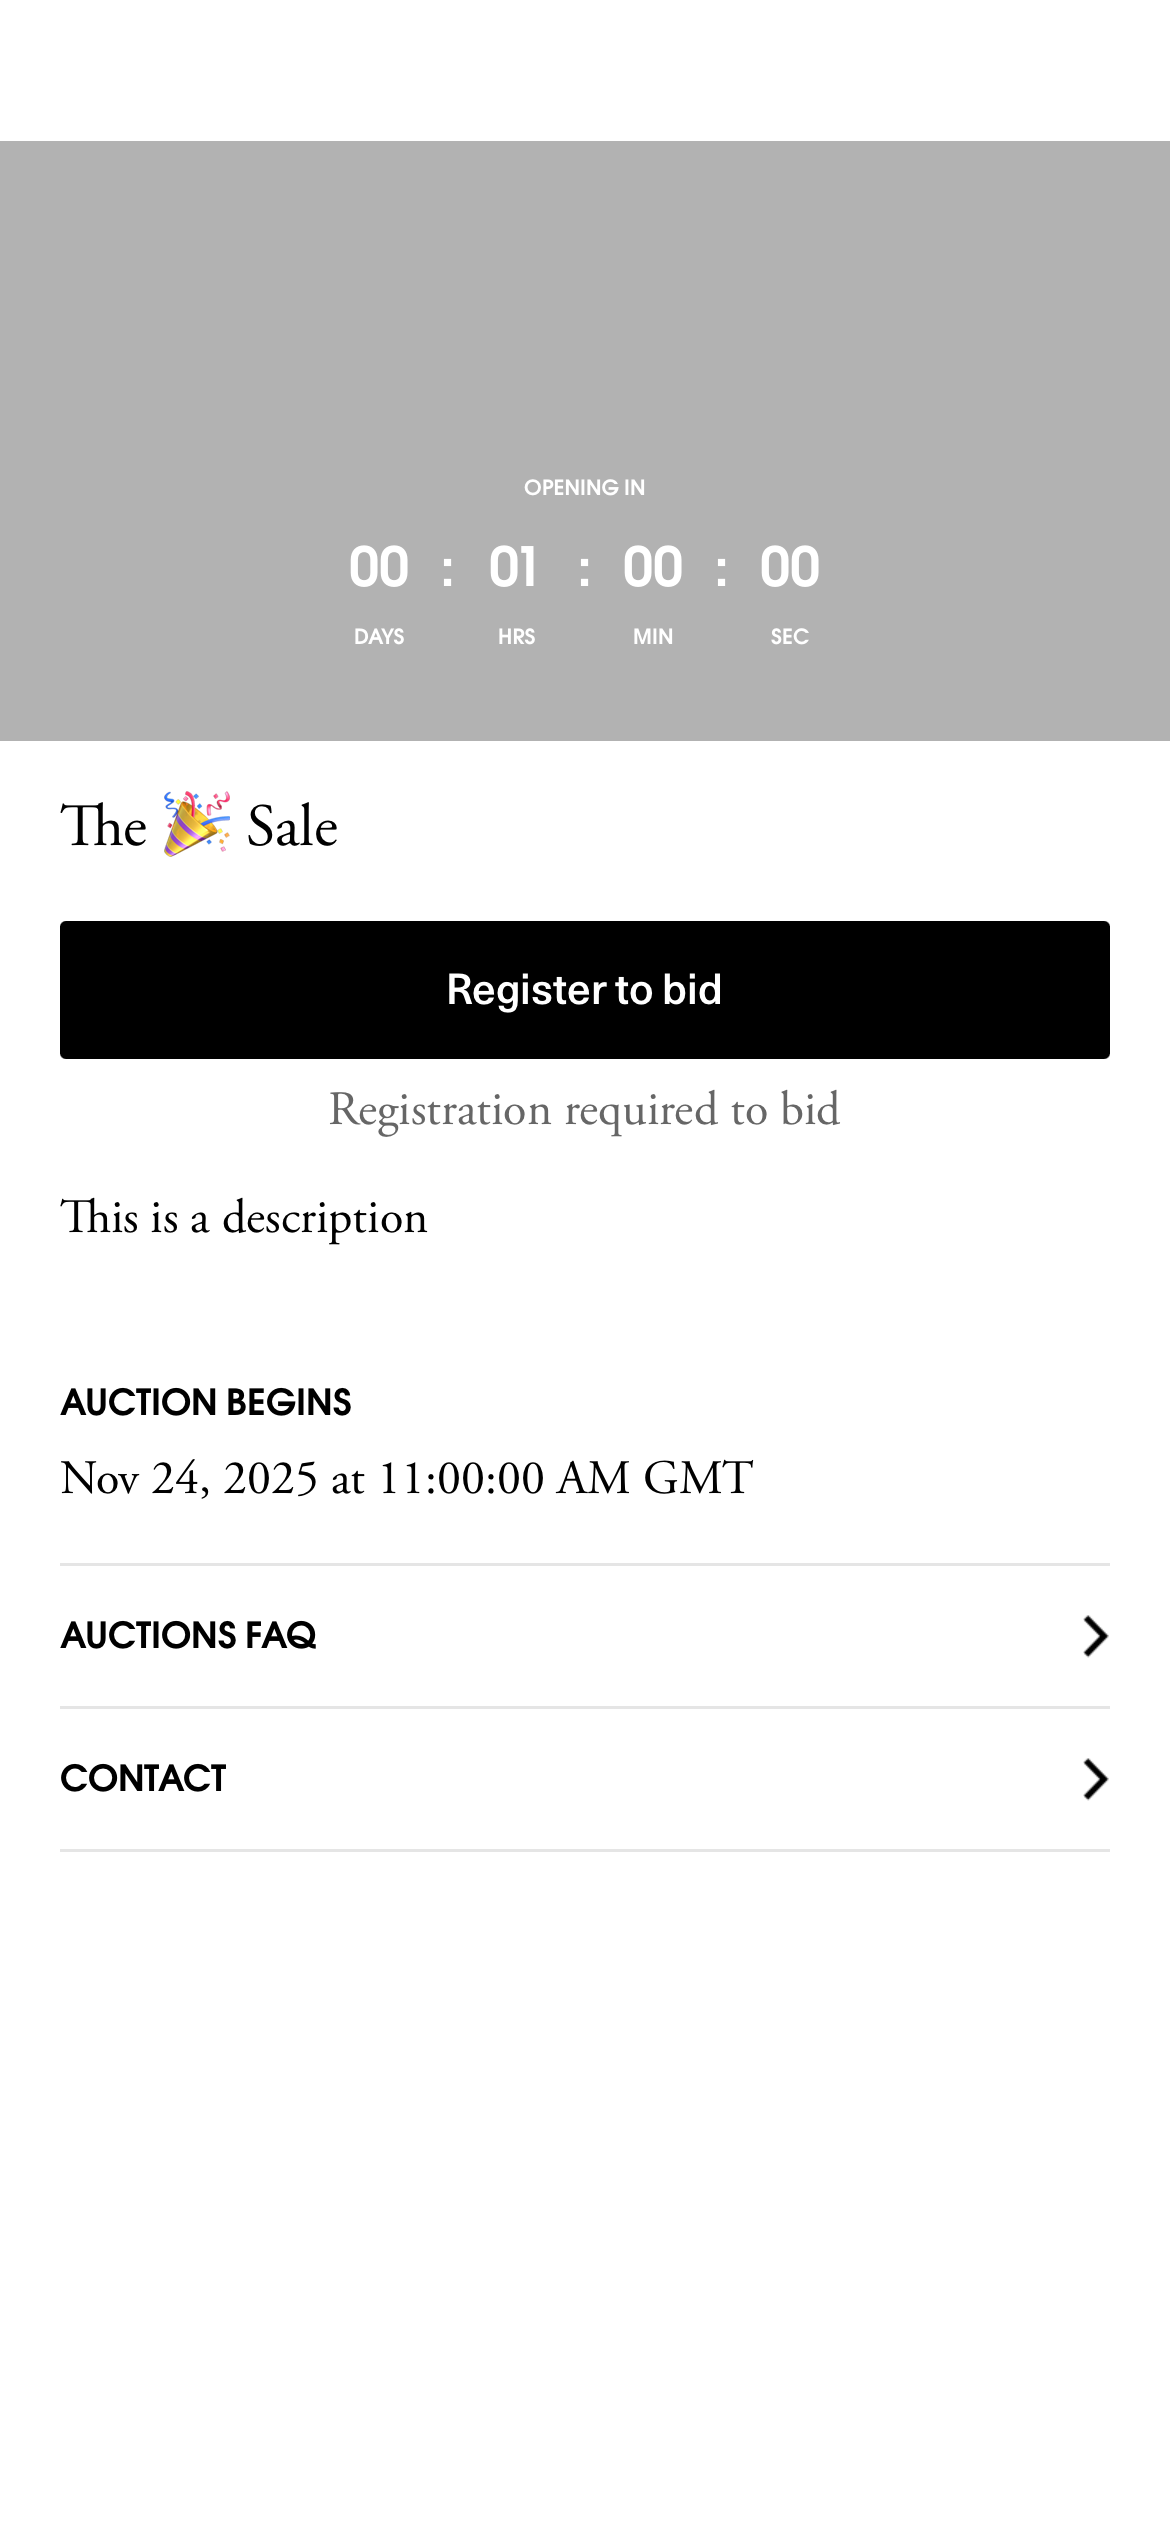 OPENING IN
00 : 01 : 00 : 00
DAYS HRS MIN SEC
The 🎉 Sale
Register to bid
Registration required to bid
This is a description
AUCTION BEGINS
Nov 24, 2025 at 11:00:00 AM GMT
AUCTIONS FAQ
CONTACT